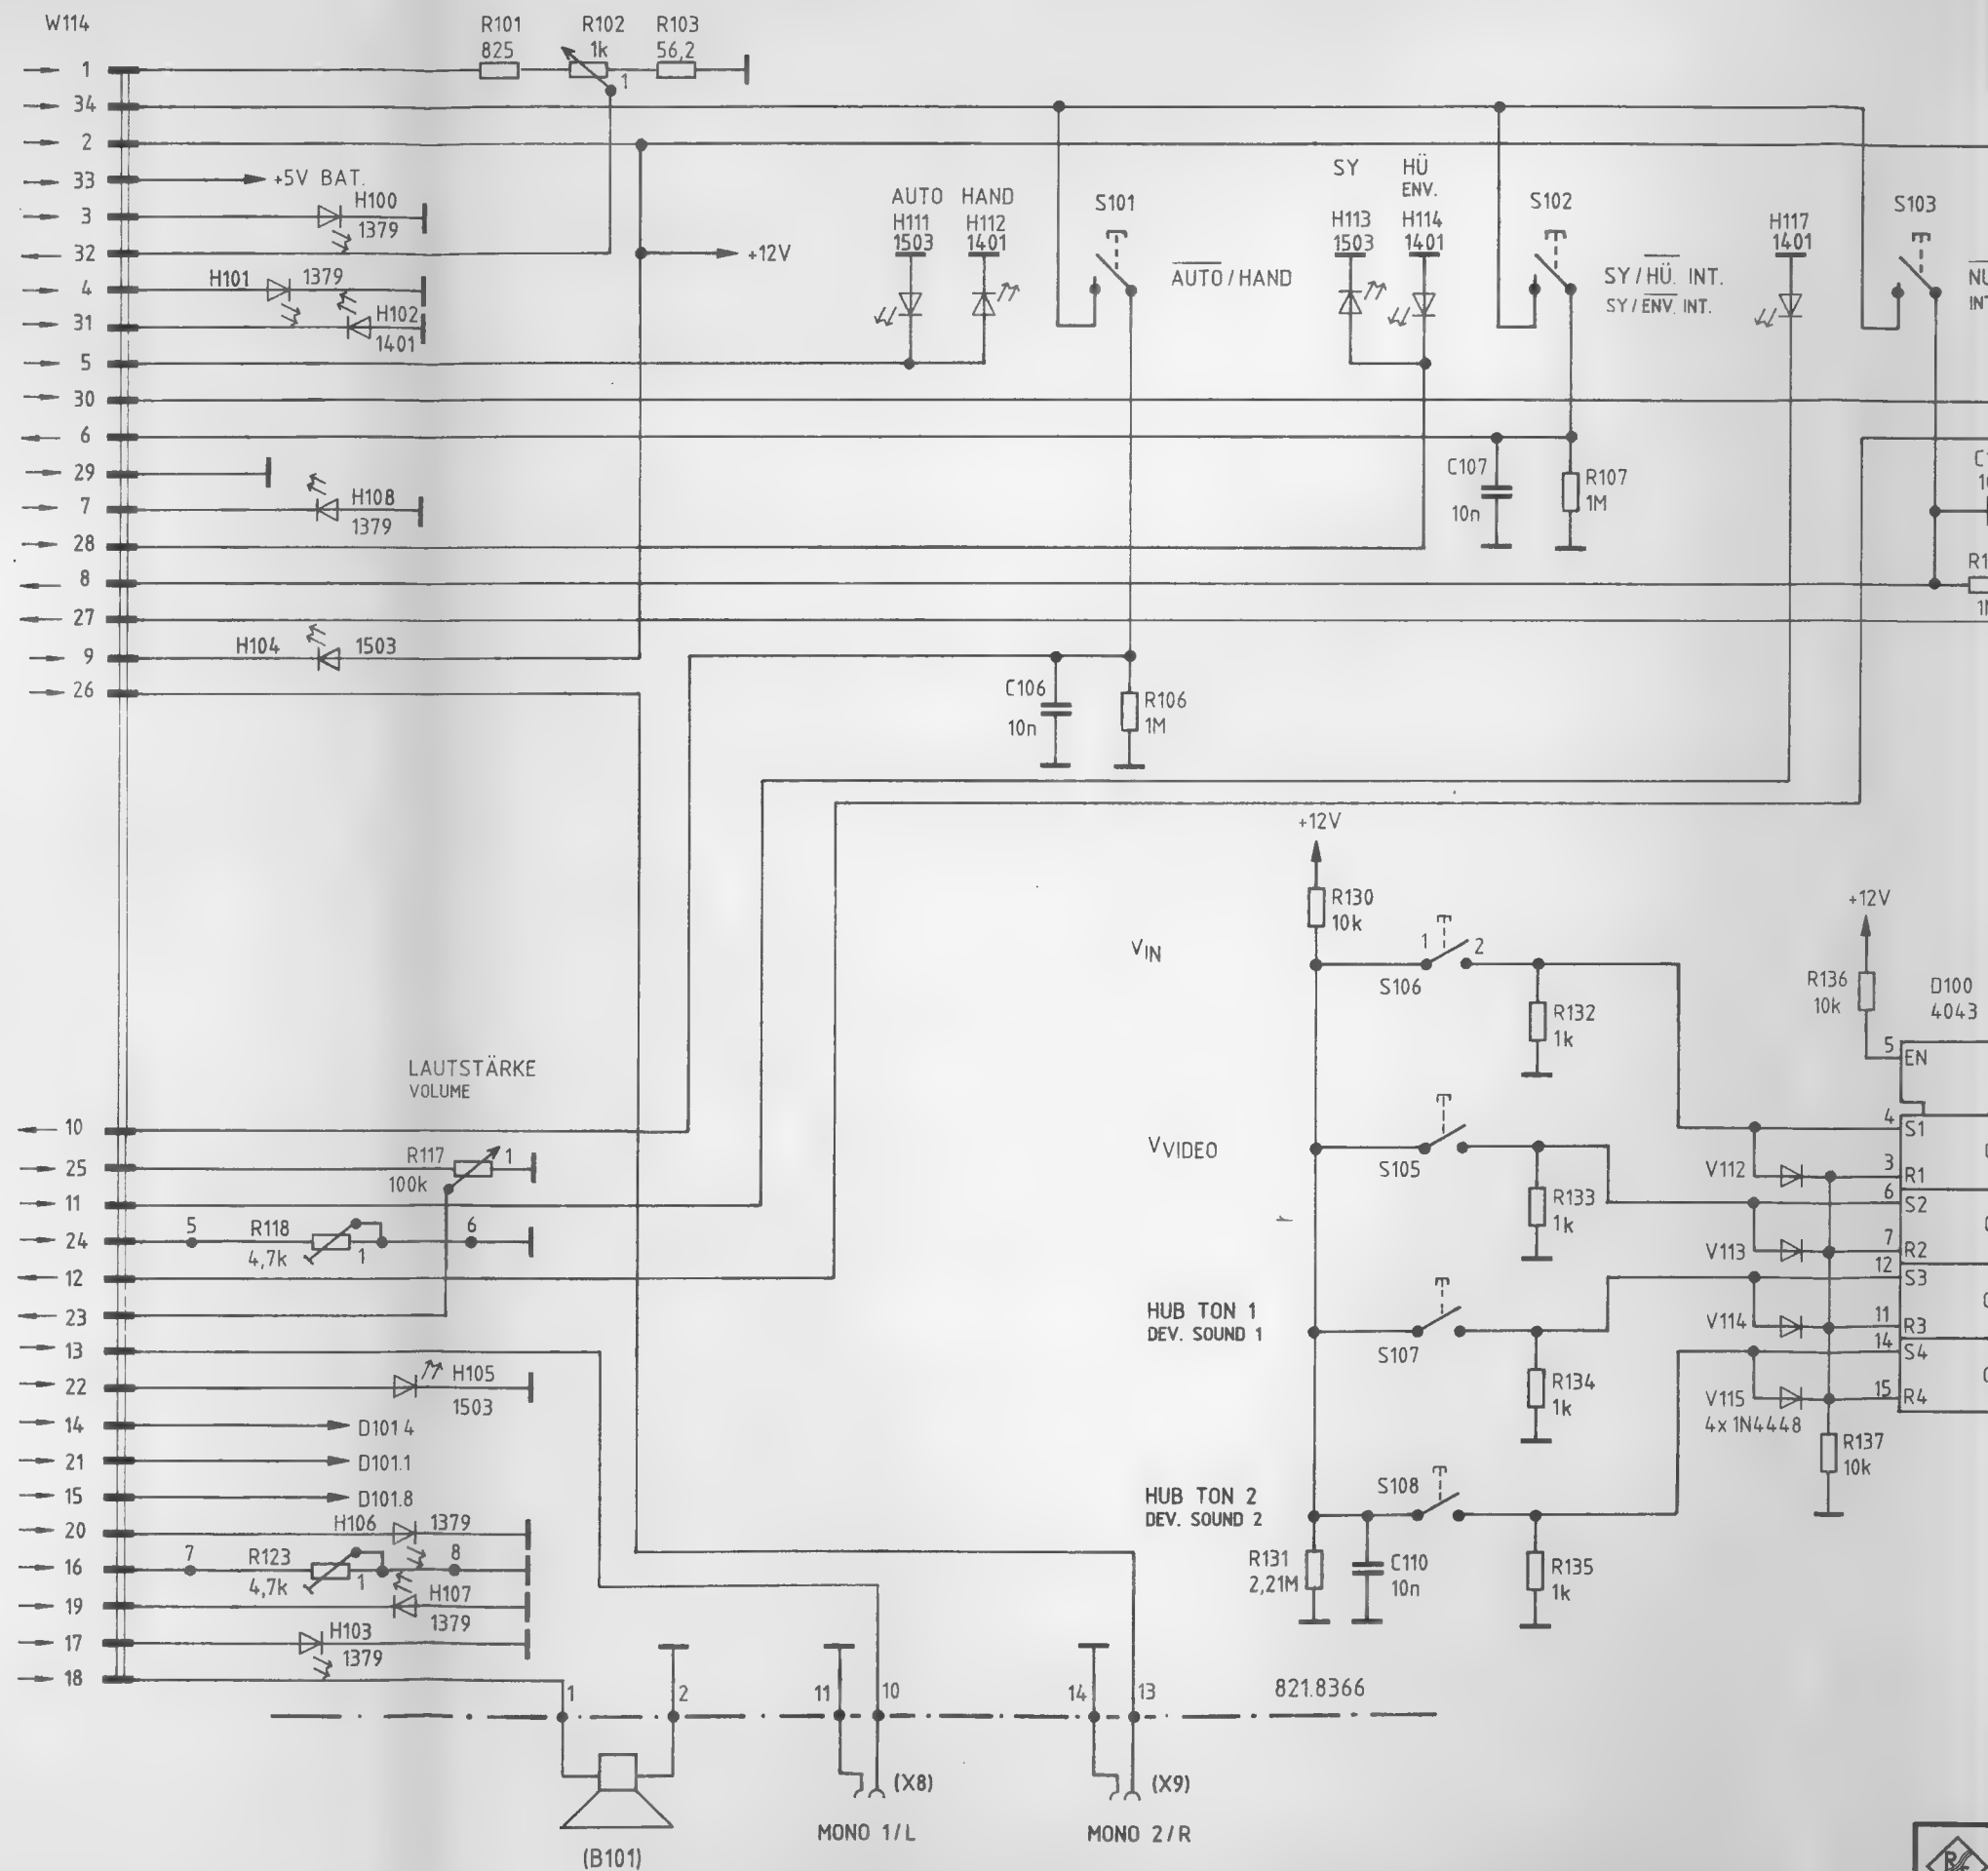 W114
R101 R102 R103
825 1k 56,2
1
1
34
2
33 +5V BAT.
3 H100
1379
32 +12V
4 H101 1379
31 H102
1401
5
30
6
29
7 H108
1379
28
8
27
9 H104 1503
26
AUTO HAND
H111 H112
1503 1401
S101
AUTO/HAND
SY HÜ
ENV.
H113 H114
1503 1401
S102
SY/HÜ. INT.
SY/ENV. INT.
H117
1401
S103
C107
10n
R107
1M
C106
10n
R106
1M
+12V
R130
10k
VIN
1 2
S106
R132
1k
+12V
R136
10k
D100
4043
5 EN
4 S1
3 R1
6 S2
7 R2
12 S3
11 R3
14 S4
15 R4
VVIDEO
S105
R133
1k
V112
V113
V114
V115
4x 1N4448
R137
10k
HUB TON 1
DEV. SOUND 1
S107
R134
1k
HUB TON 2
DEV. SOUND 2
S108
R131
2,21M
C110
10n
R135
1k
LAUTSTÄRKE
VOLUME
10
25 R117 1
100k
11
24 5 R118 6
4,7k 1
12
23
13
22 H105
1503
14 D101.4
21 D101.1
15 D101.8
20 H106 1379
16 7 R123 8
4,7k 1
19 H107
1379
17 H103
1379
18
1 2 11 10 14 13
821.8366
(X8) (X9)
MONO 1/L MONO 2/R
(B101)